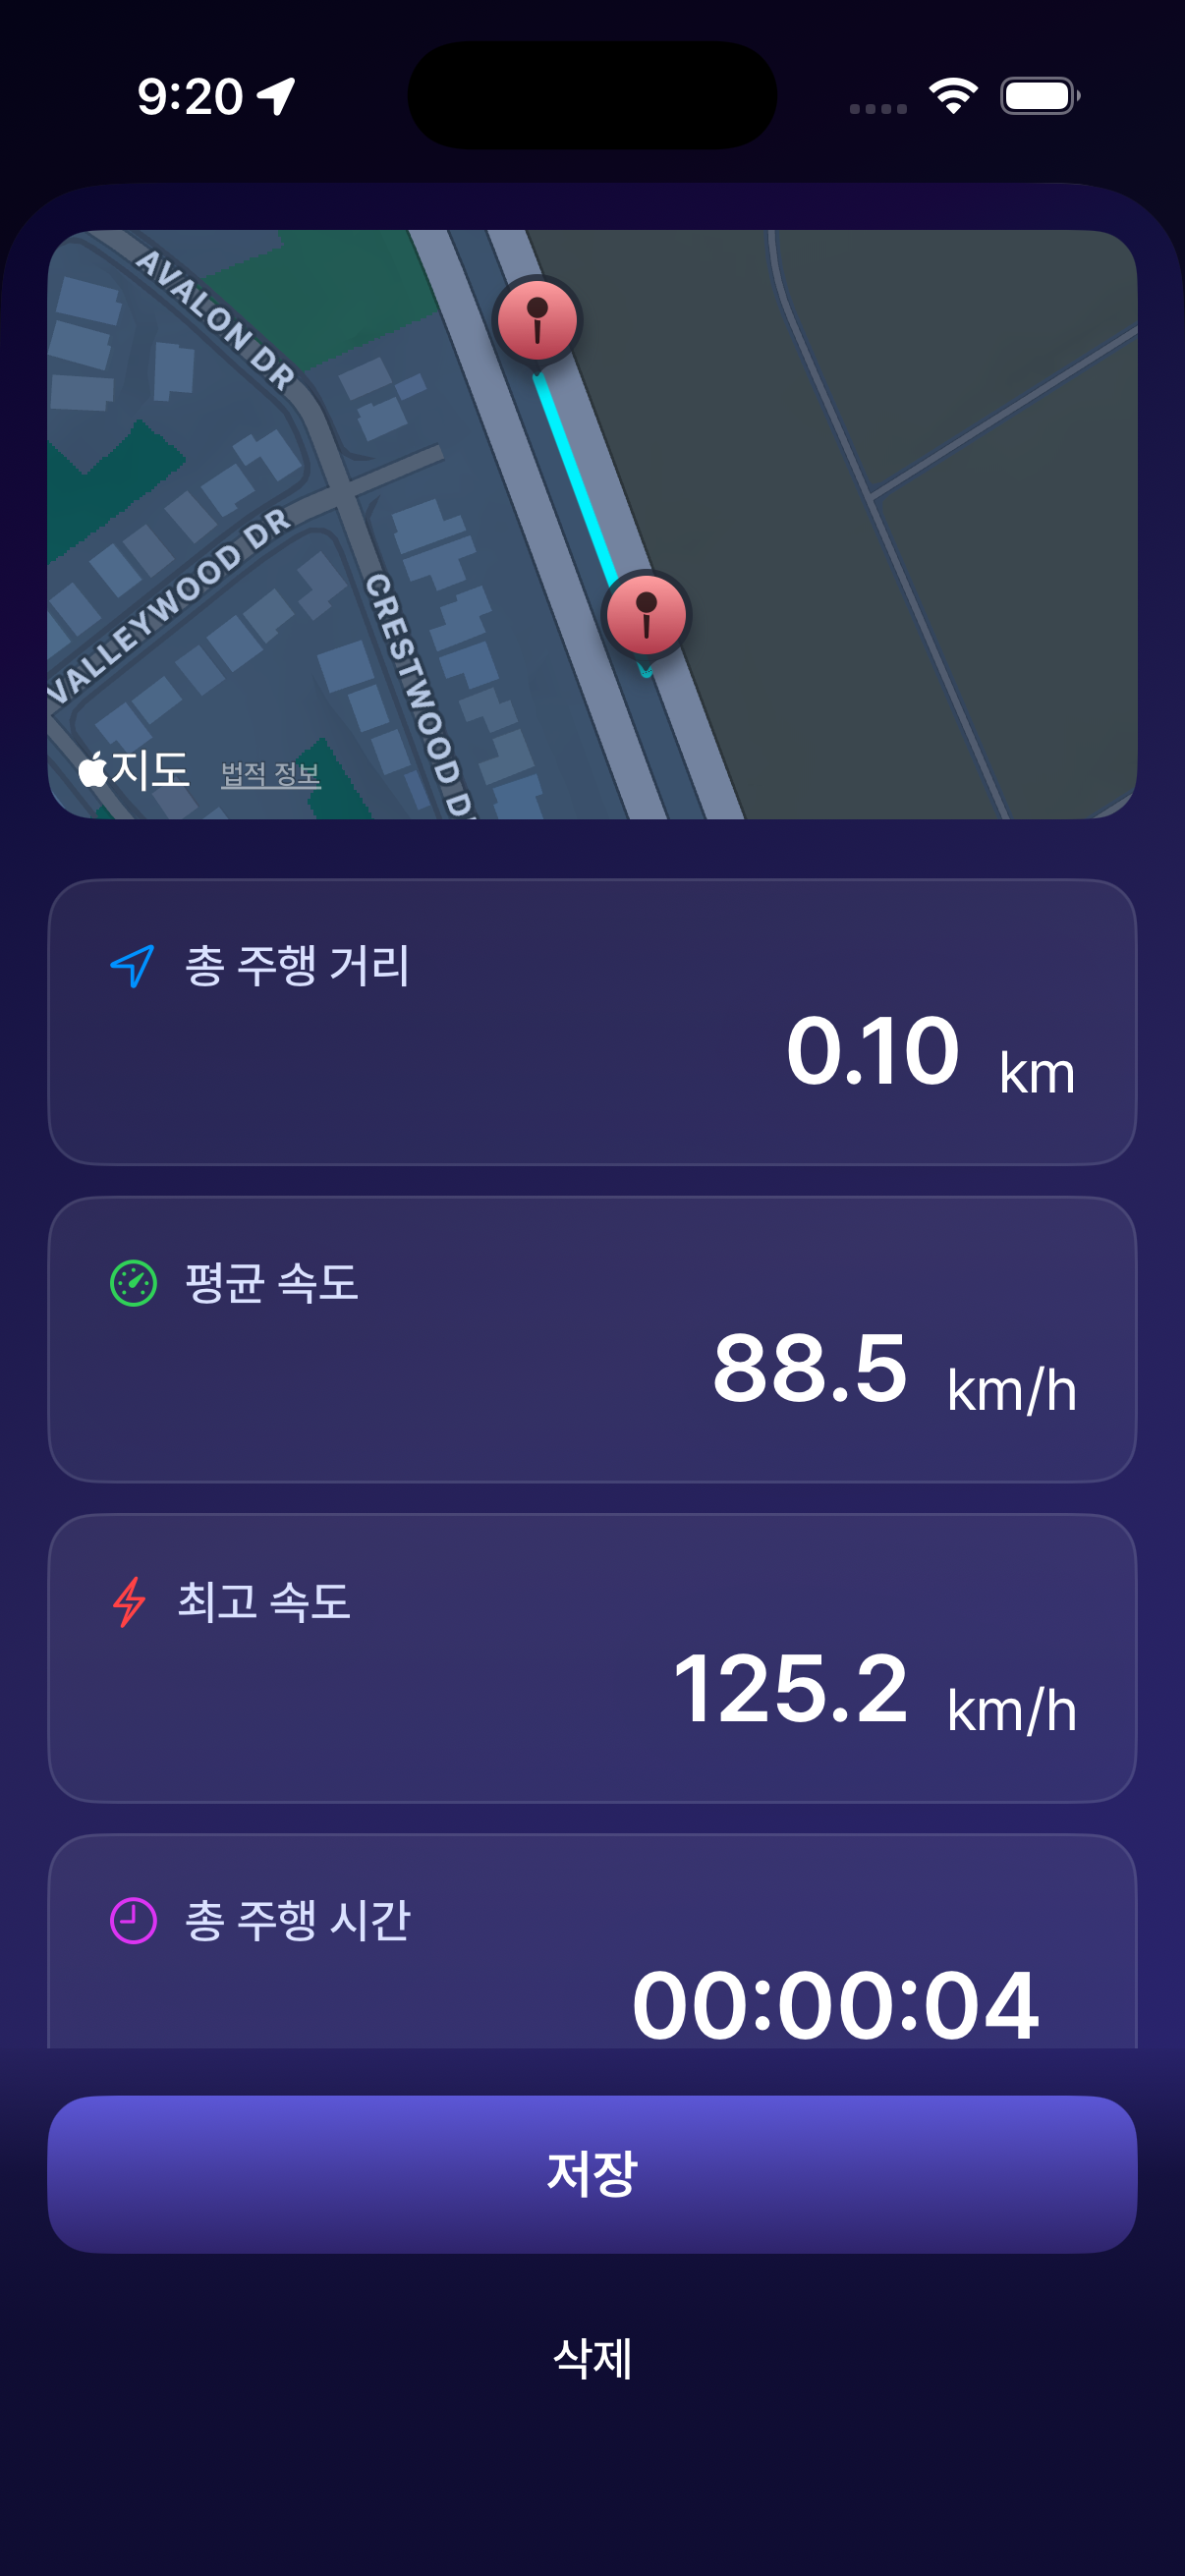 9:20
AVALON DR
VALLEYWOOD DR
CRESTWOOD D
지도 법적 정보
총 주행 거리
0.10 km
평균 속도
88.5 km/h
최고 속도
125.2 km/h
총 주행 시간
00:00:04
저장
삭제